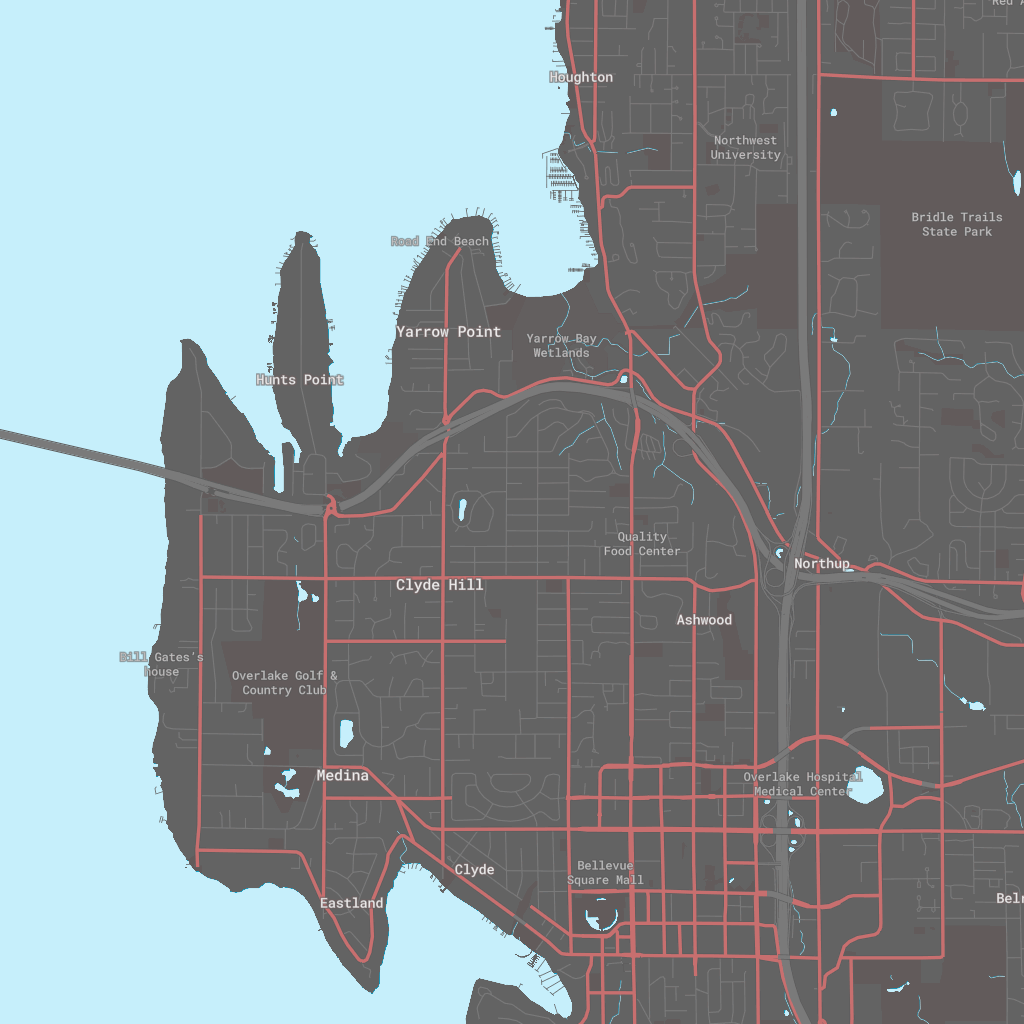 Red
Houghton
Northwest
University
Bridle Trails
State Park
Road End Beach
Yarrow Point
Yarrow Bay
Wetlands
Hunts Point
Quality
Food Center
Northup
Clyde Hill
Ashwood
Bill Gates's
house
Overlake Golf &
Country Club
Medina
Overlake Hospital
Medical Center
Clyde
Bellevue
Square Mall
Eastland